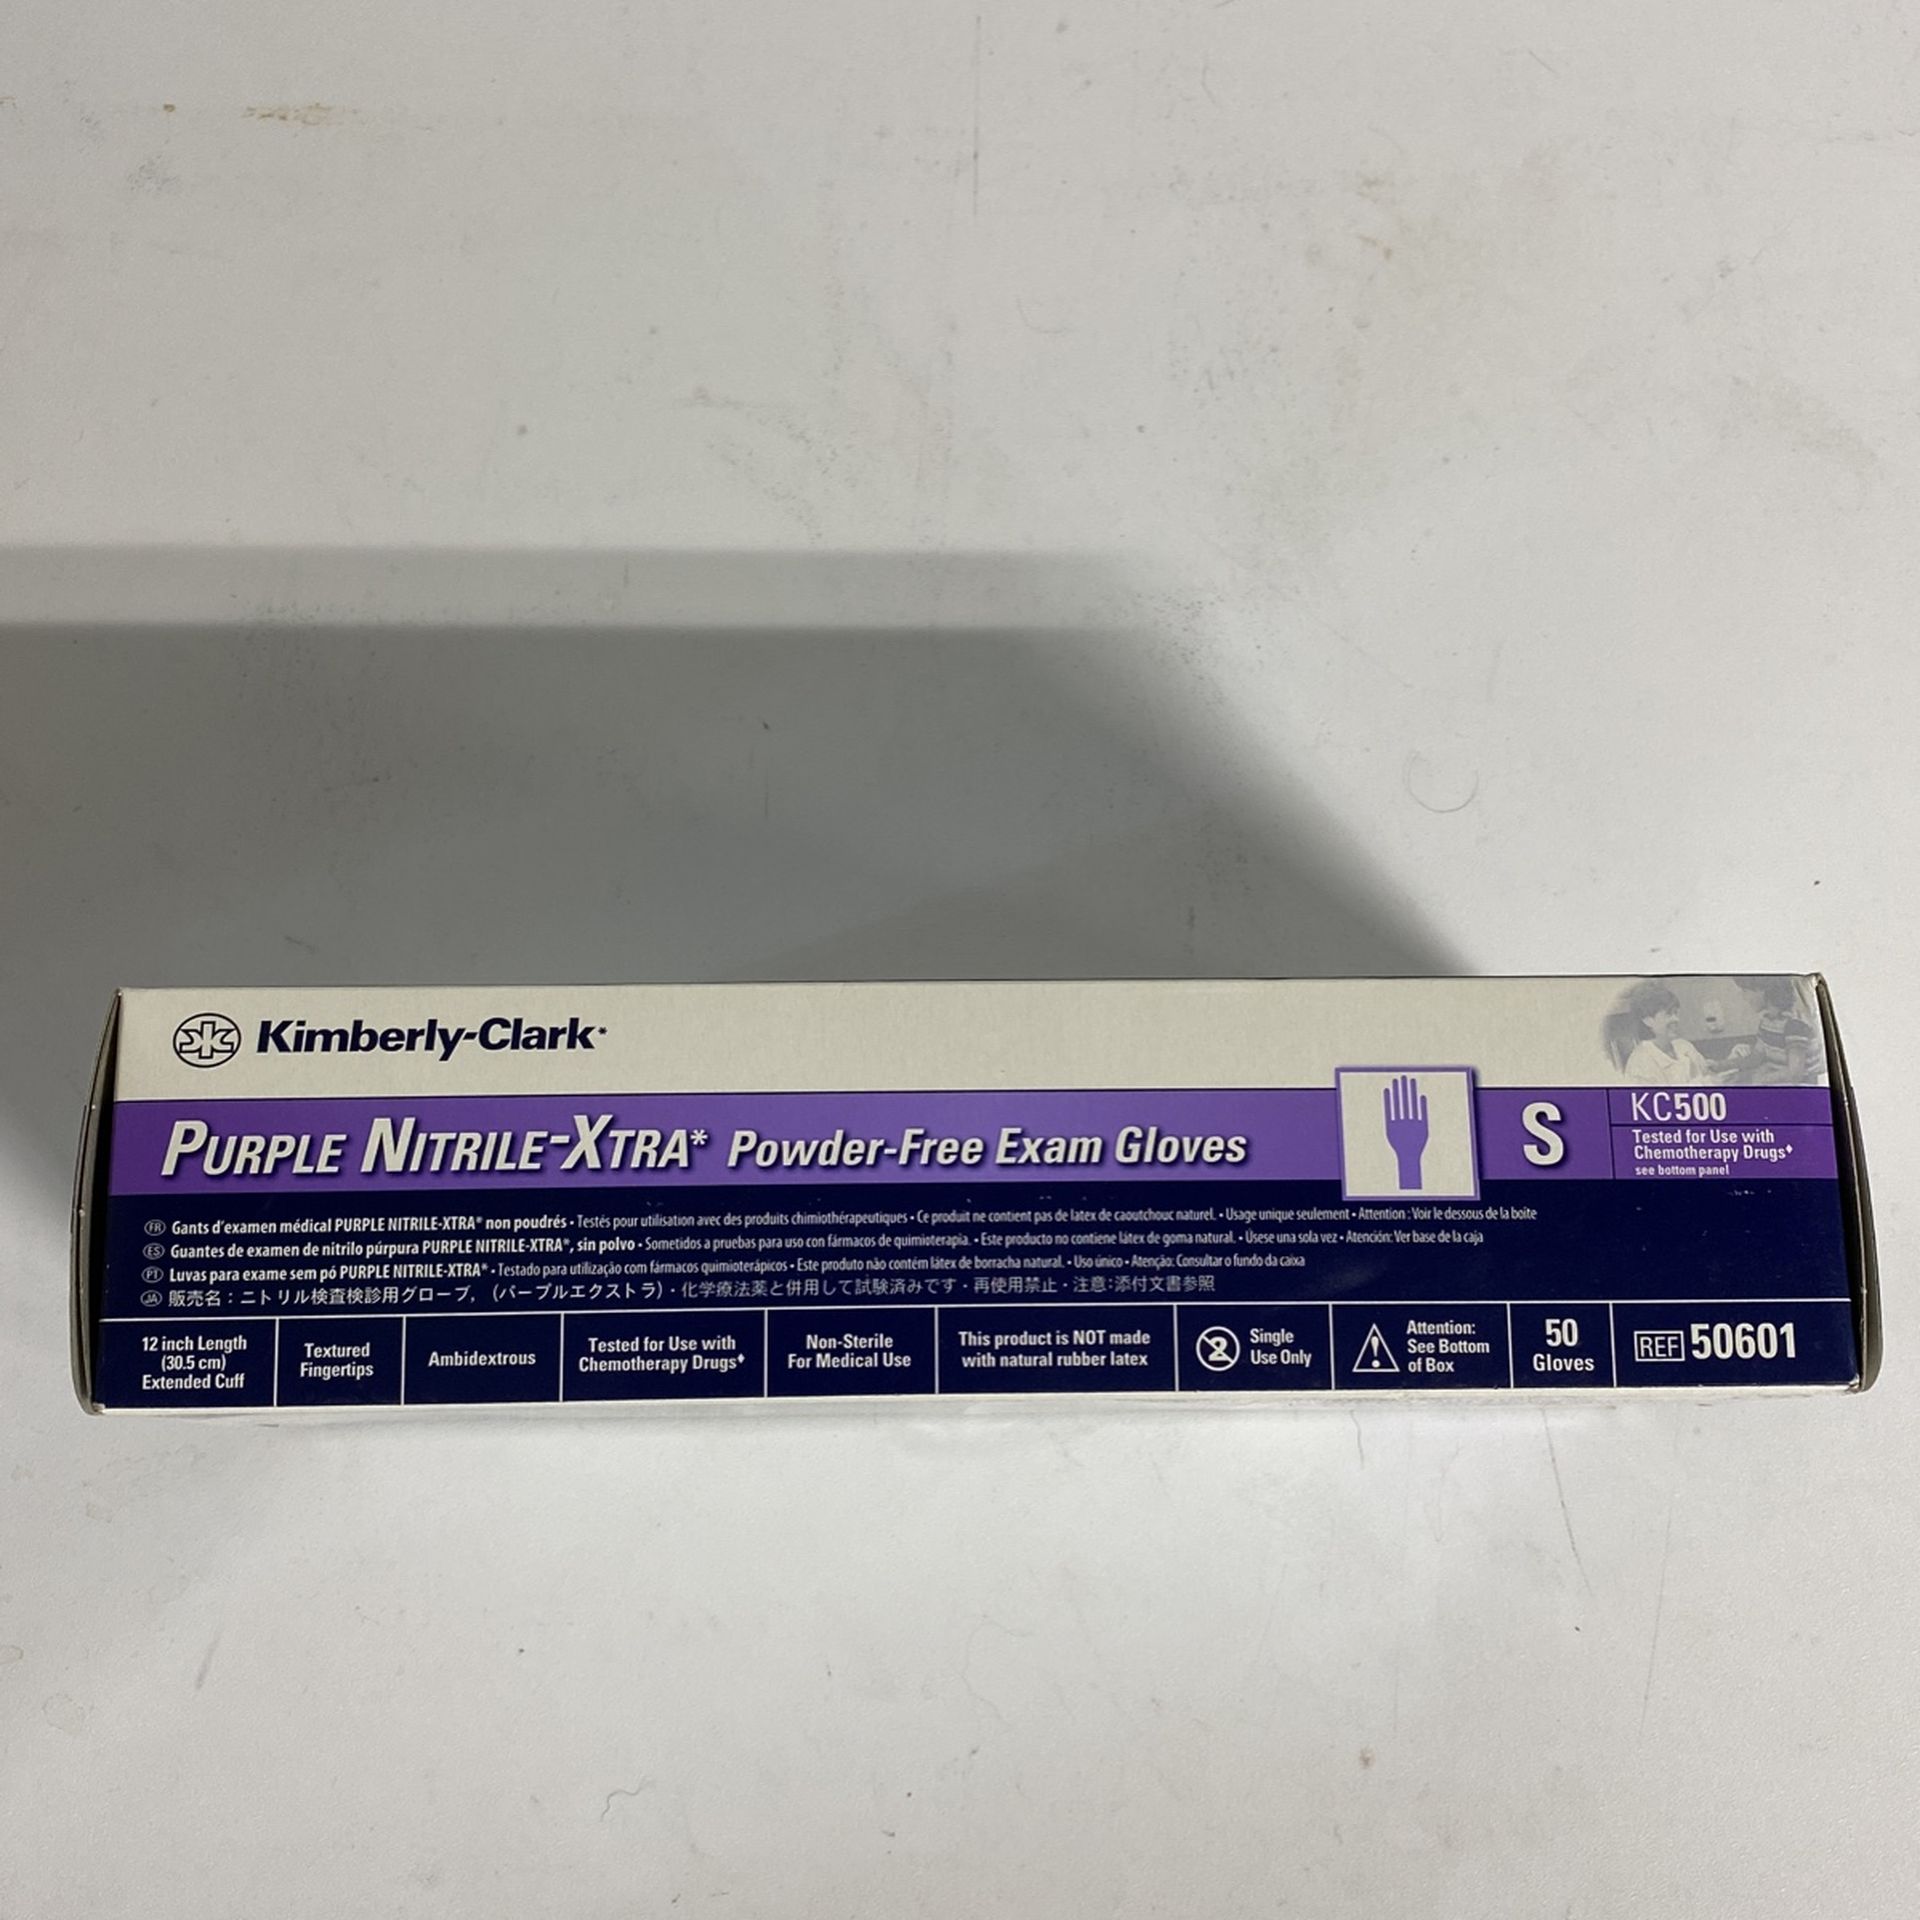 Kimberly-Clark*
PURPLE NITRILE-XTRA* Powder-Free Exam Gloves
S
KC500
Tested for Use with
Chemotherapy Drugs♦
see bottom panel
FR Gants d'examen médical PURPLE NITRILE-XTRA* non poudrés • Testés pour utilisation avec des produits chimiothérapeutiques • Ce produit ne contient pas de latex de caoutchouc naturel. • Usage unique seulement • Attention : Voir le dessous de la boite
ES Guantes de examen de nitrilo púrpura PURPLE NITRILE-XTRA*, sin polvo • Sometidos a pruebas para uso con fármacos de quimioterapia. • Este producto no contiene látex de goma natural. • Úsese una sola vez • Atención: Ver base de la caja
PT Luvas para exame sem pó PURPLE NITRILE-XTRA* • Testado para utilização com fármacos quimioterápicos • Este produto não contém látex de borracha natural. • Uso único • Atenção: Consultar o fundo da caixa
JA 販売名：ニトリル検査検診用グローブ，（パープルエクストラ）・化学療法薬と併用して試験済みです・再使用禁止・注意:添付文書参照
12 inch Length
(30.5 cm)
Extended Cuff
Textured
Fingertips
Ambidextrous
Tested for Use with
Chemotherapy Drugs♦
Non-Sterile
For Medical Use
This product is NOT made
with natural rubber latex
2
Single
Use Only
!
Attention:
See Bottom
of Box
50
Gloves
REF 50601